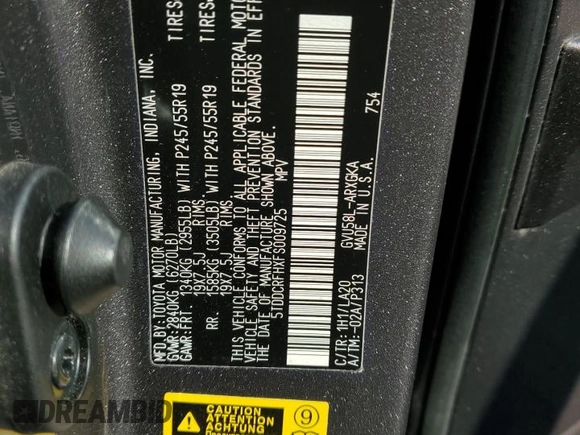 MFD.BY:TOYOTA MOTOR MANUFACTURING, INDIANA, INC.
GVWR:2840KG (6270LB)
GAWR:FRT. 1340KG (2955LB) WITH P245/55R19 TIRES
19X7.5J RIMS
RR. 1585KG (3505LB) WITH P245/55R19 TIRES
19X7.5J RIMS
THIS VEHICLE CONFORMS TO ALL APPLICABLE FEDERAL MOTOR
VEHICLE SAFETY AND THEFT PREVENTION STANDARDS IN EFF
ON THE DATE OF MANUFACTURE SHOWN ABOVE.
5TDDCRFHXFS009725 MPV
GVU58L-ARXGKA 754
C/TR:1H1/LA20 MADE IN U.S.A.
A/TM:-02A/P313
CAUTION
ATTENTION
ACHTUNG
9
DREAMBID